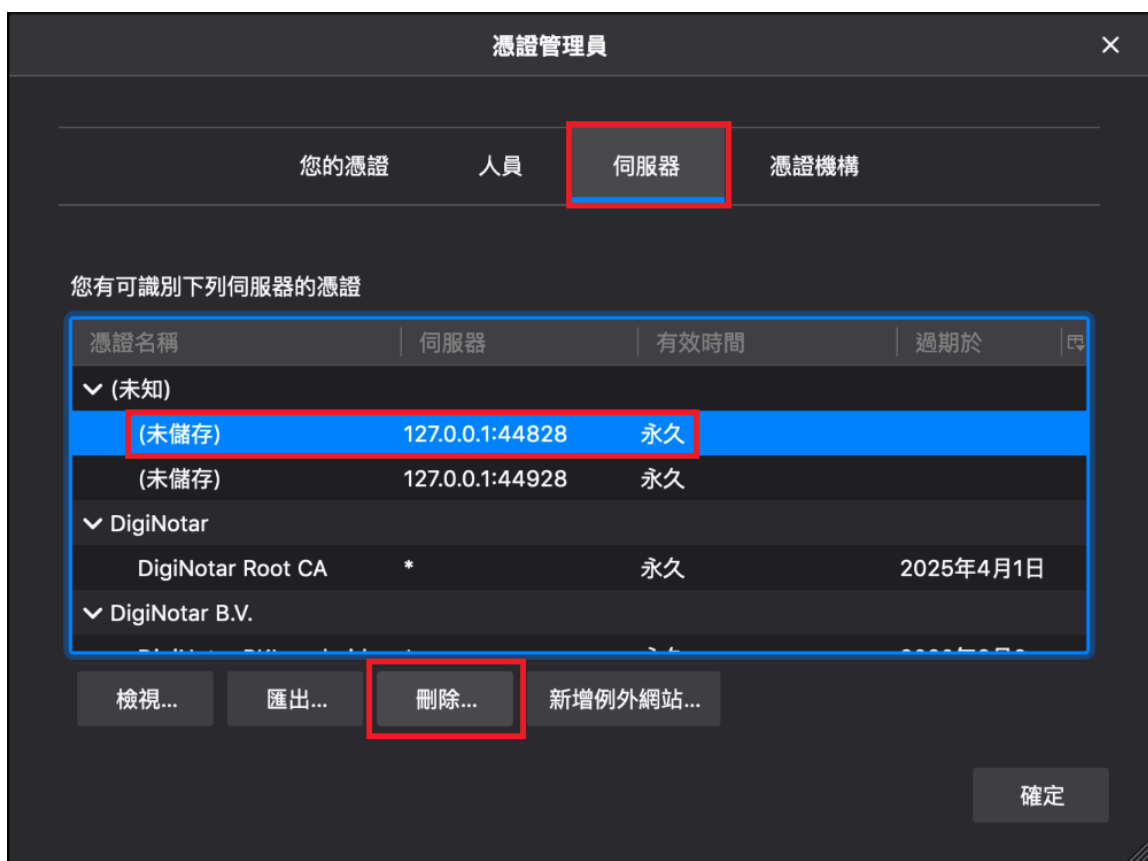 憑證管理員
您的憑證 人員 伺服器 憑證機構
您有可識別下列伺服器的憑證
憑證名稱 伺服器 有效時間 過期於
(未知)
(未儲存) 127.0.0.1:44828 永久
(未儲存) 127.0.0.1:44928 永久
DigiNotar
DigiNotar Root CA * 永久 2025年4月1日
DigiNotar B.V.
檢視... 匯出... 刪除... 新增例外網站...
確定